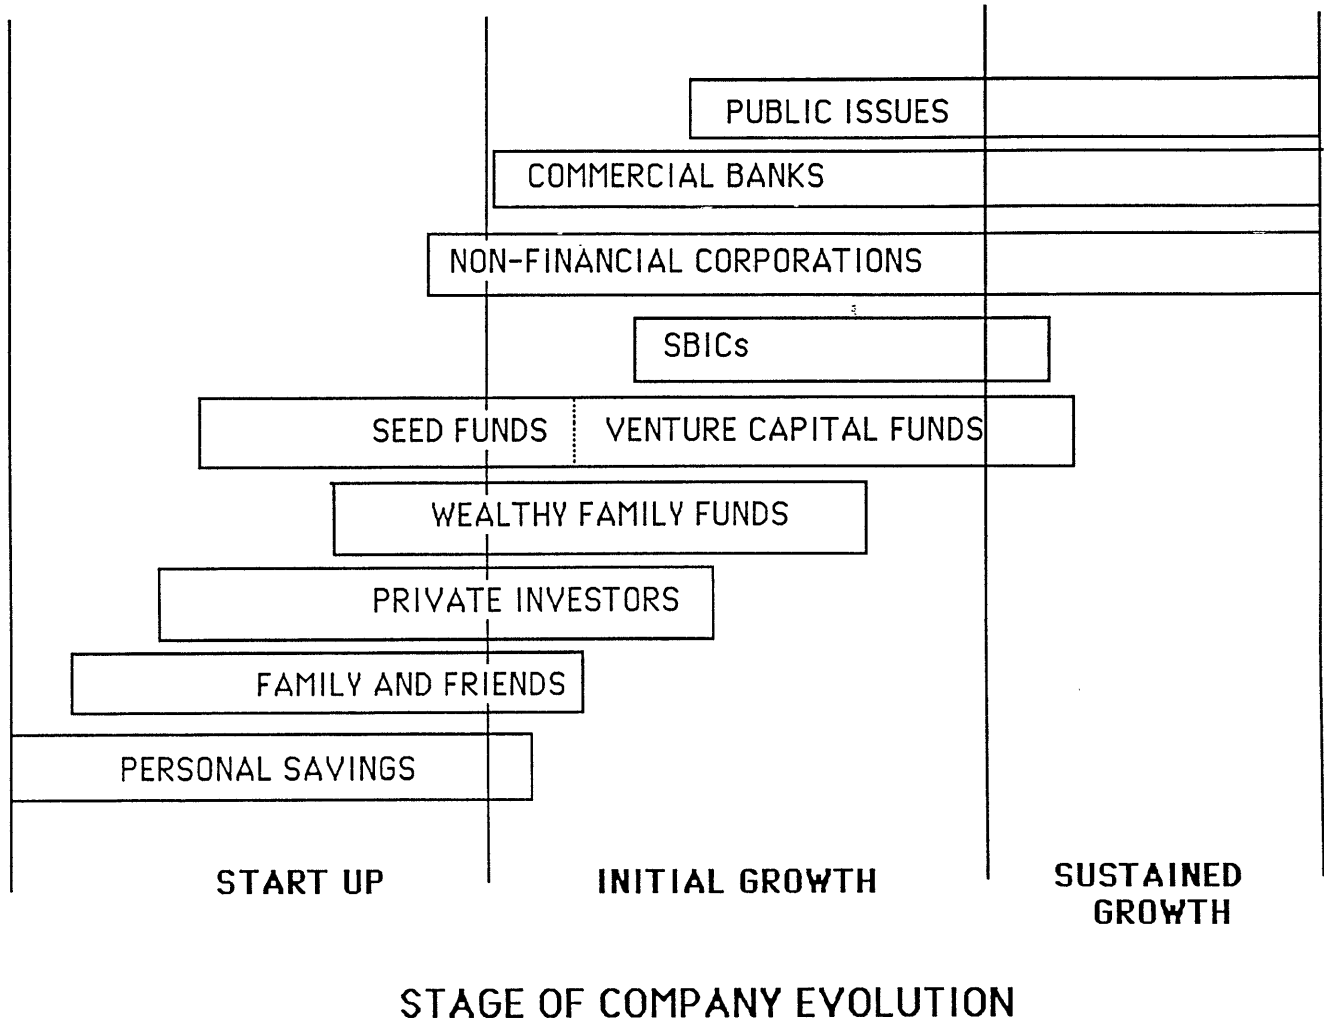 PUBLIC ISSUES
COMMERCIAL BANKS
NON-FINANCIAL CORPORATIONS
SBICs
SEED FUNDS VENTURE CAPITAL FUNDS
WEALTHY FAMILY FUNDS
PRIVATE INVESTORS
FAMILY AND FRIENDS
PERSONAL SAVINGS
START UP INITIAL GROWTH SUSTAINED
GROWTH
STAGE OF COMPANY EVOLUTION